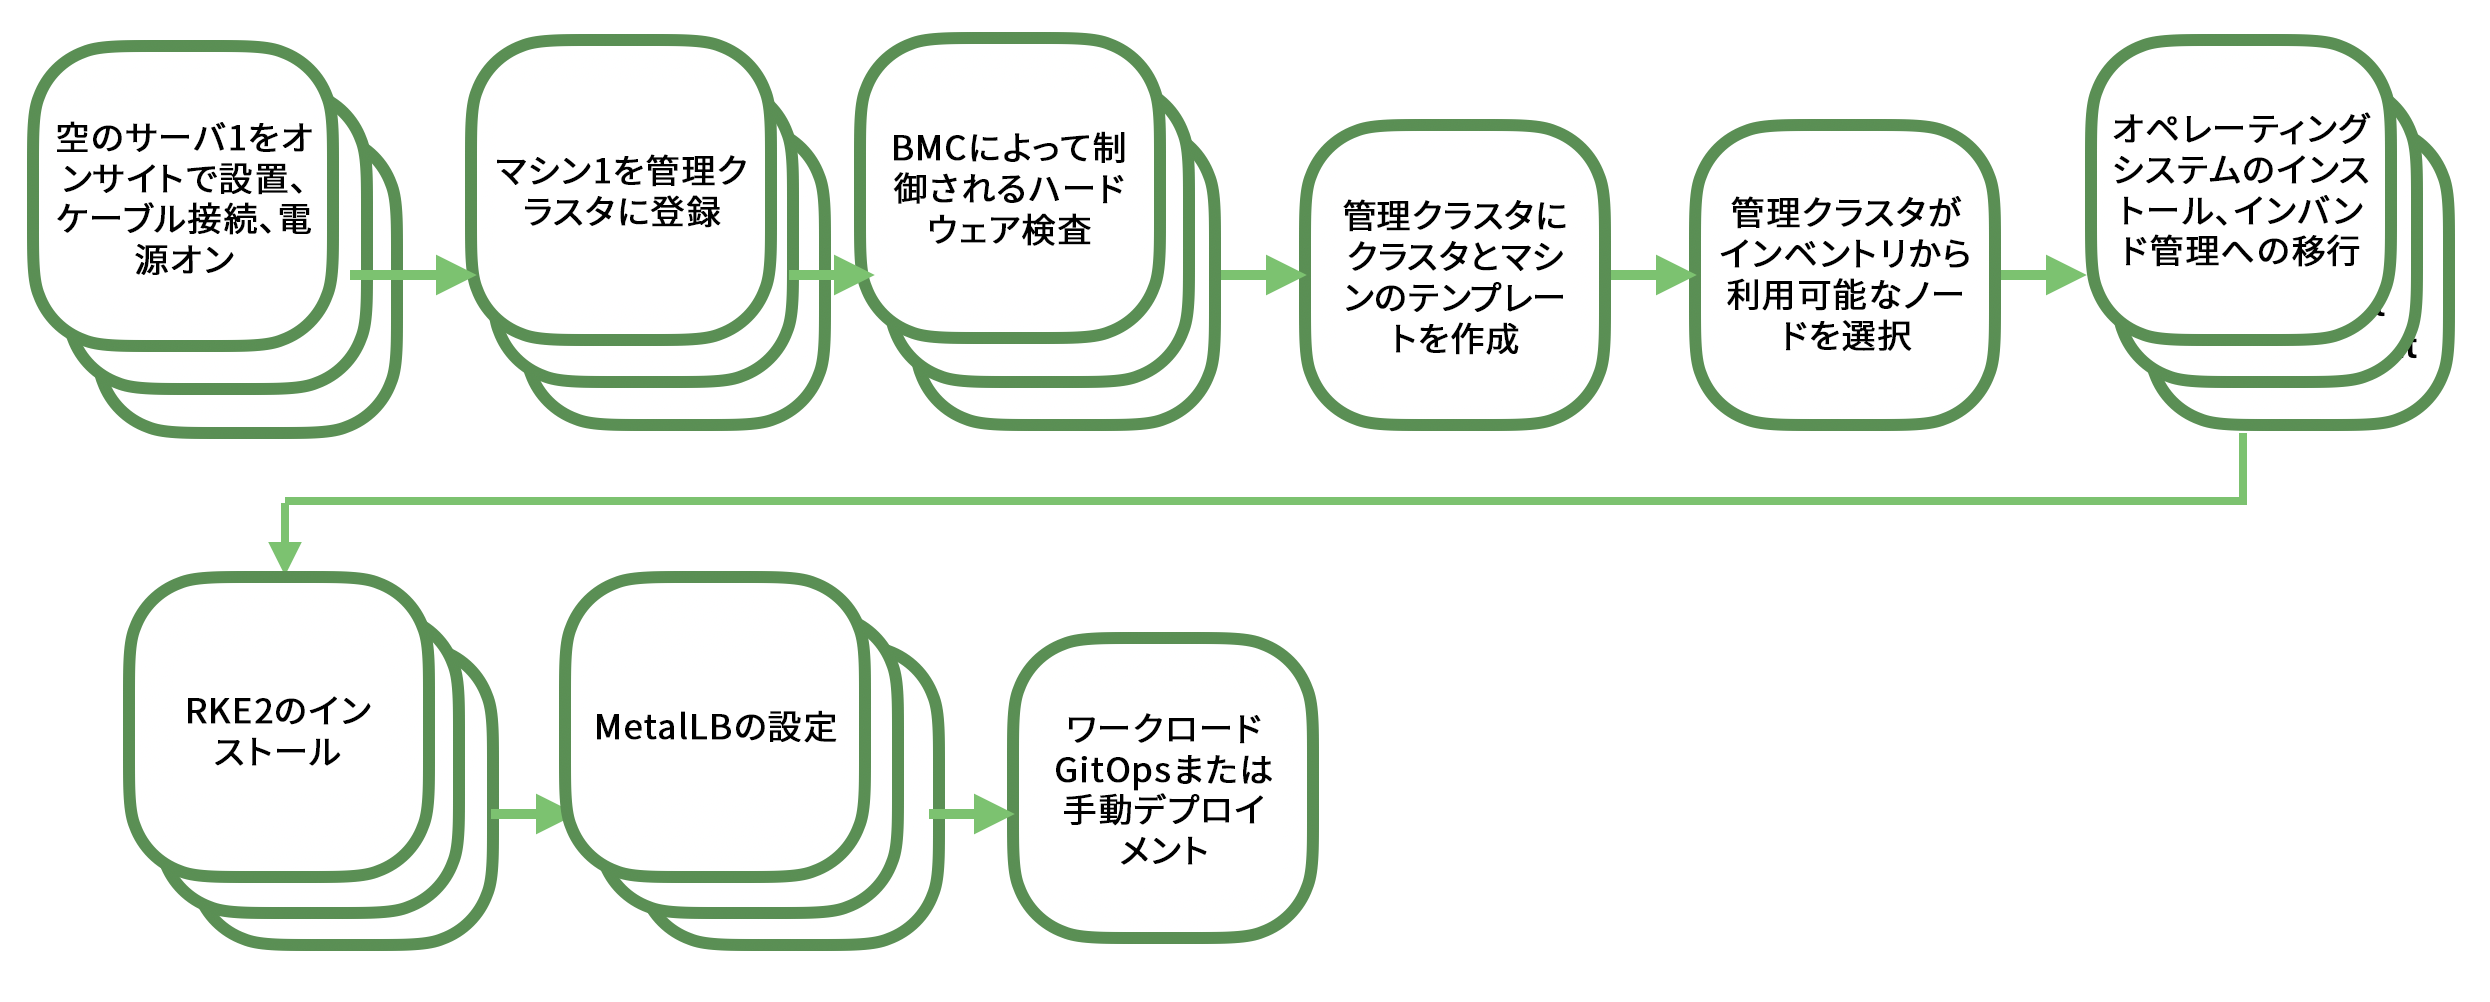 空のサーバ1をオ
ンサイトで設置、
ケーブル接続、電
源オン
マシン1を管理ク
ラスタに登録
BMCによって制
御されるハード
ウェア検査
管理クラスタに
クラスタとマシ
ンのテンプレー
トを作成
管理クラスタが
インベントリから
利用可能なノー
ドを選択
オペレーティング
システムのインス
トール、インバン
ド管理への移行
RKE2のイン
ストール
MetalLBの設定
ワークロード
GitOpsまたは
手動デプロイ
メント